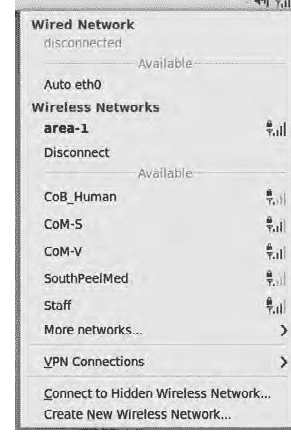 Wired Network
disconnected
Available
Auto eth0
Wireless Networks
area-1
Disconnect
Available
CoB_Human
CoM-S
CoM-V
SouthPeelMed
Staff
More networks...
VPN Connections
Connect to Hidden Wireless Network...
Create New Wireless Network...